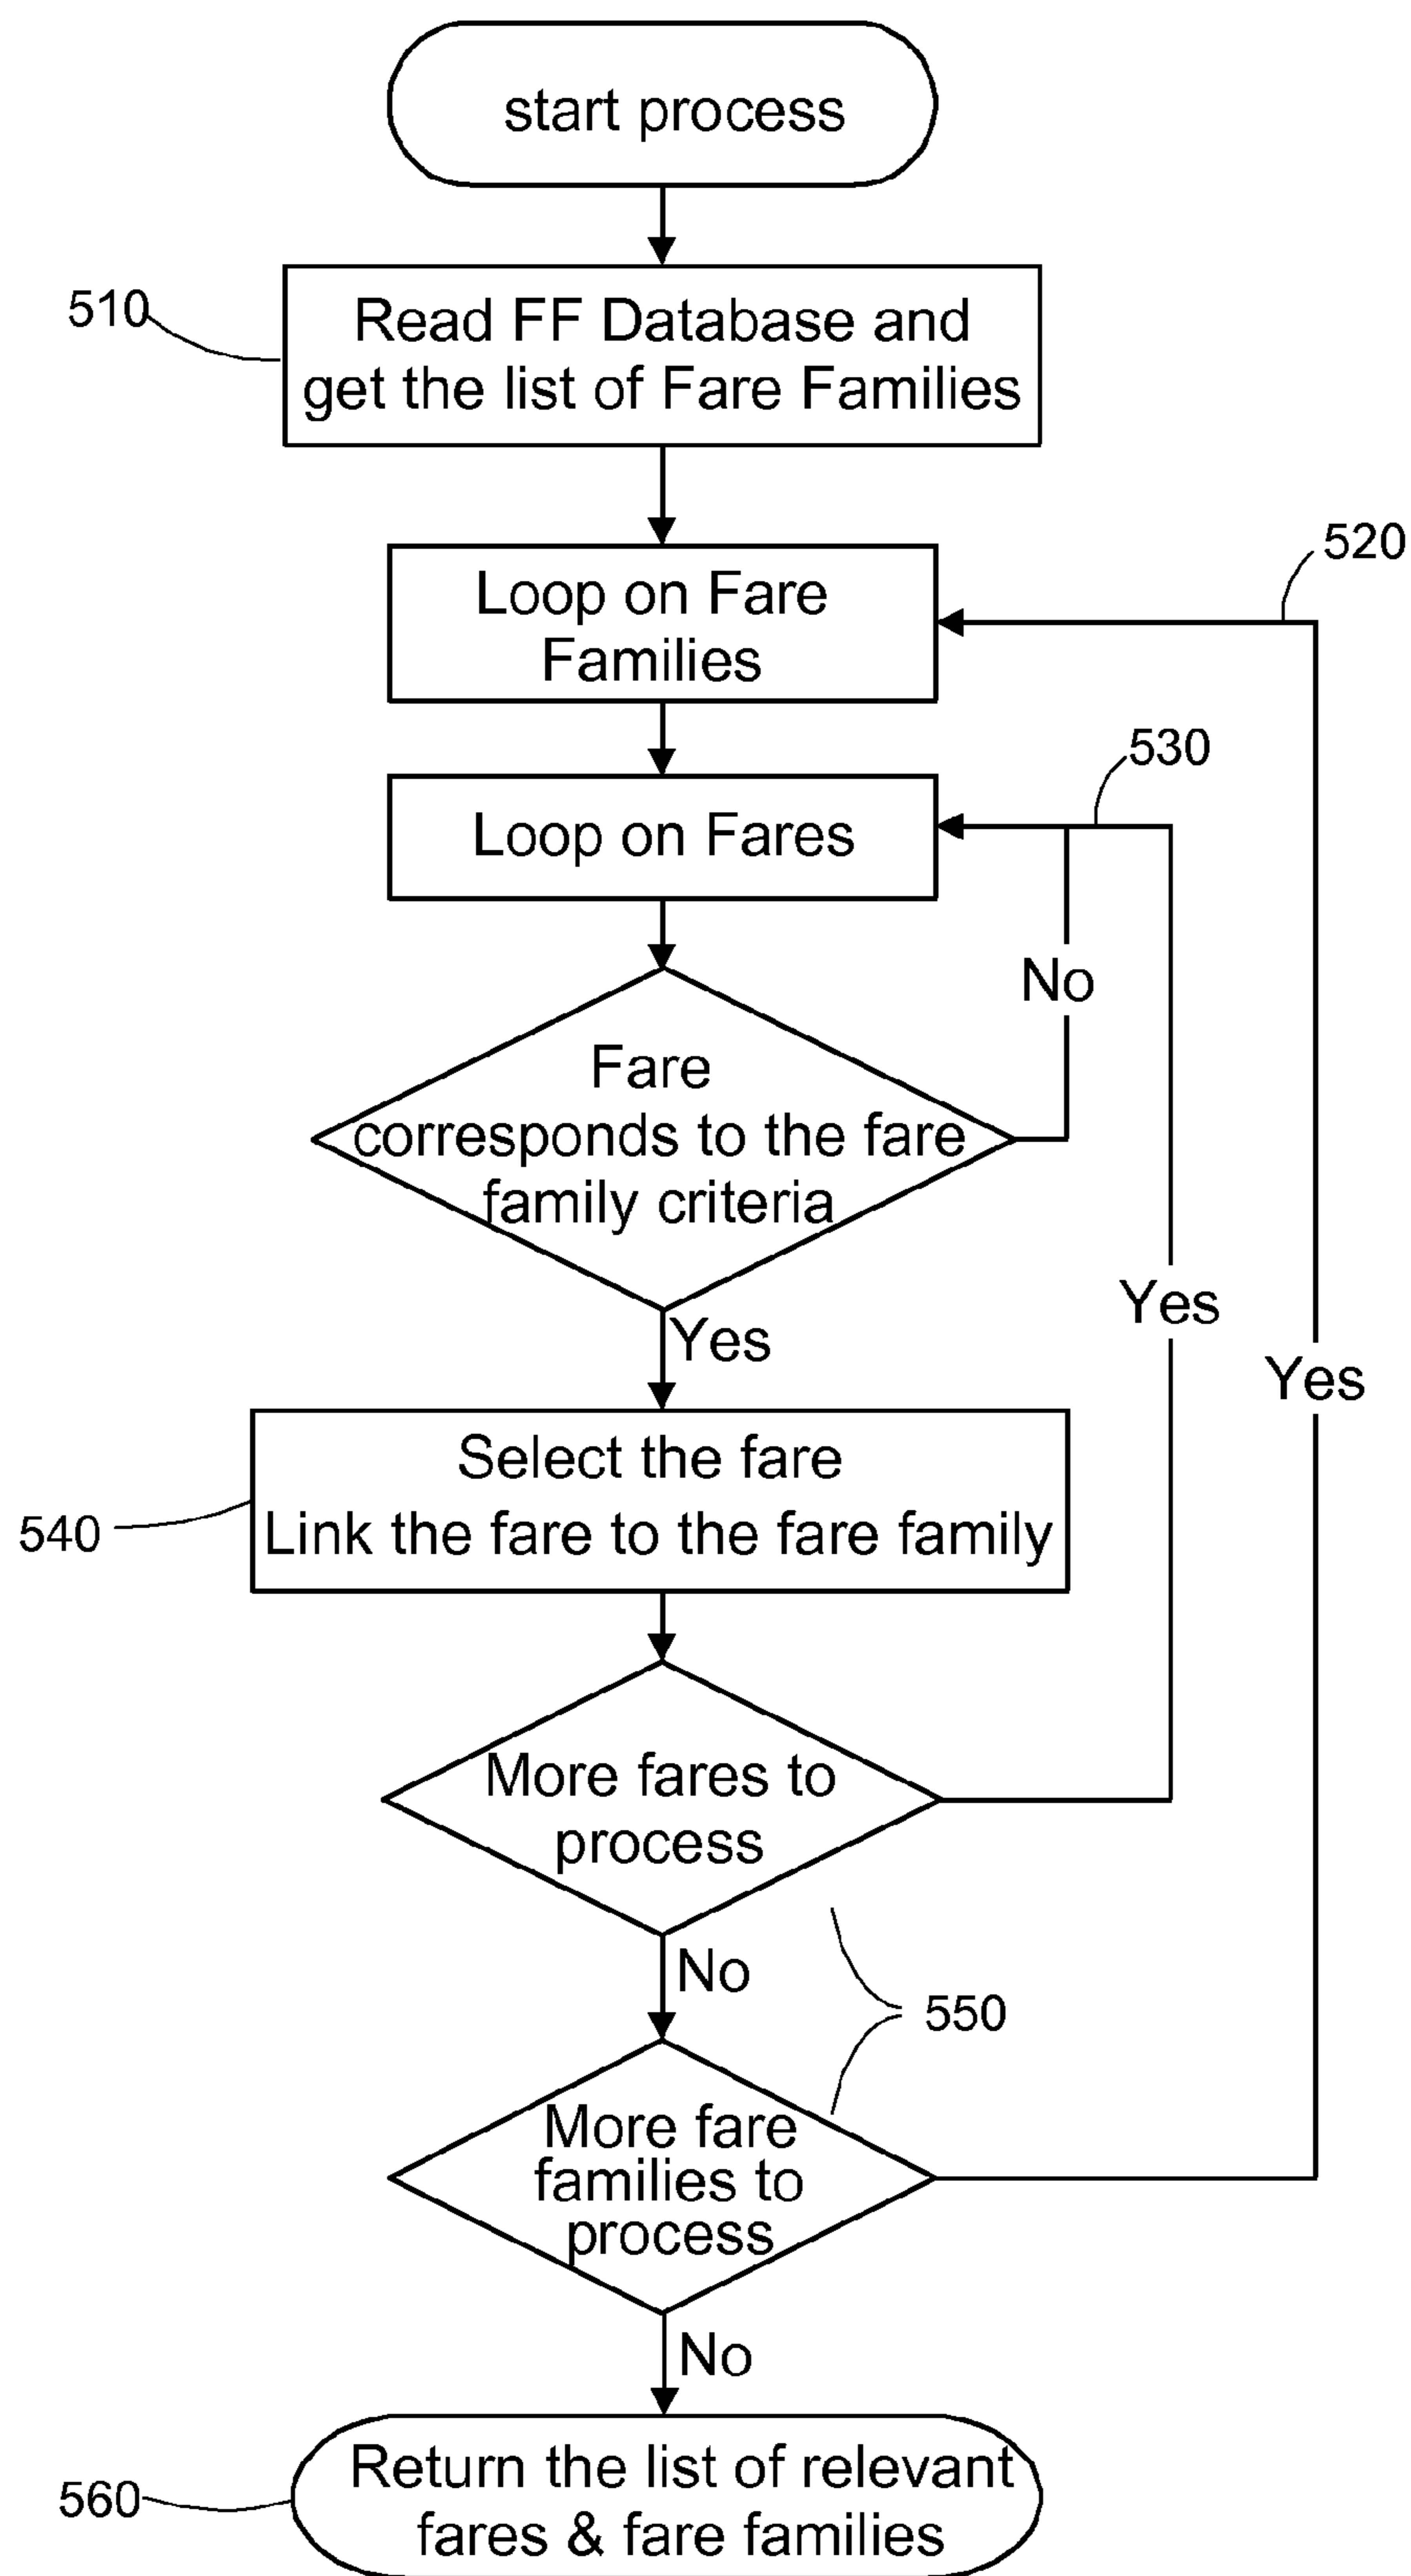 start process
510
Read FF Database and
get the list of Fare Families
520
Loop on Fare
Families
530
Loop on Fares
No
Fare
corresponds to the fare
family criteria
Yes
Yes
Yes
Select the fare
Link the fare to the fare family
540
More fares to
process
No
550
More fare
families to
process
No
Return the list of relevant
fares & fare families
560